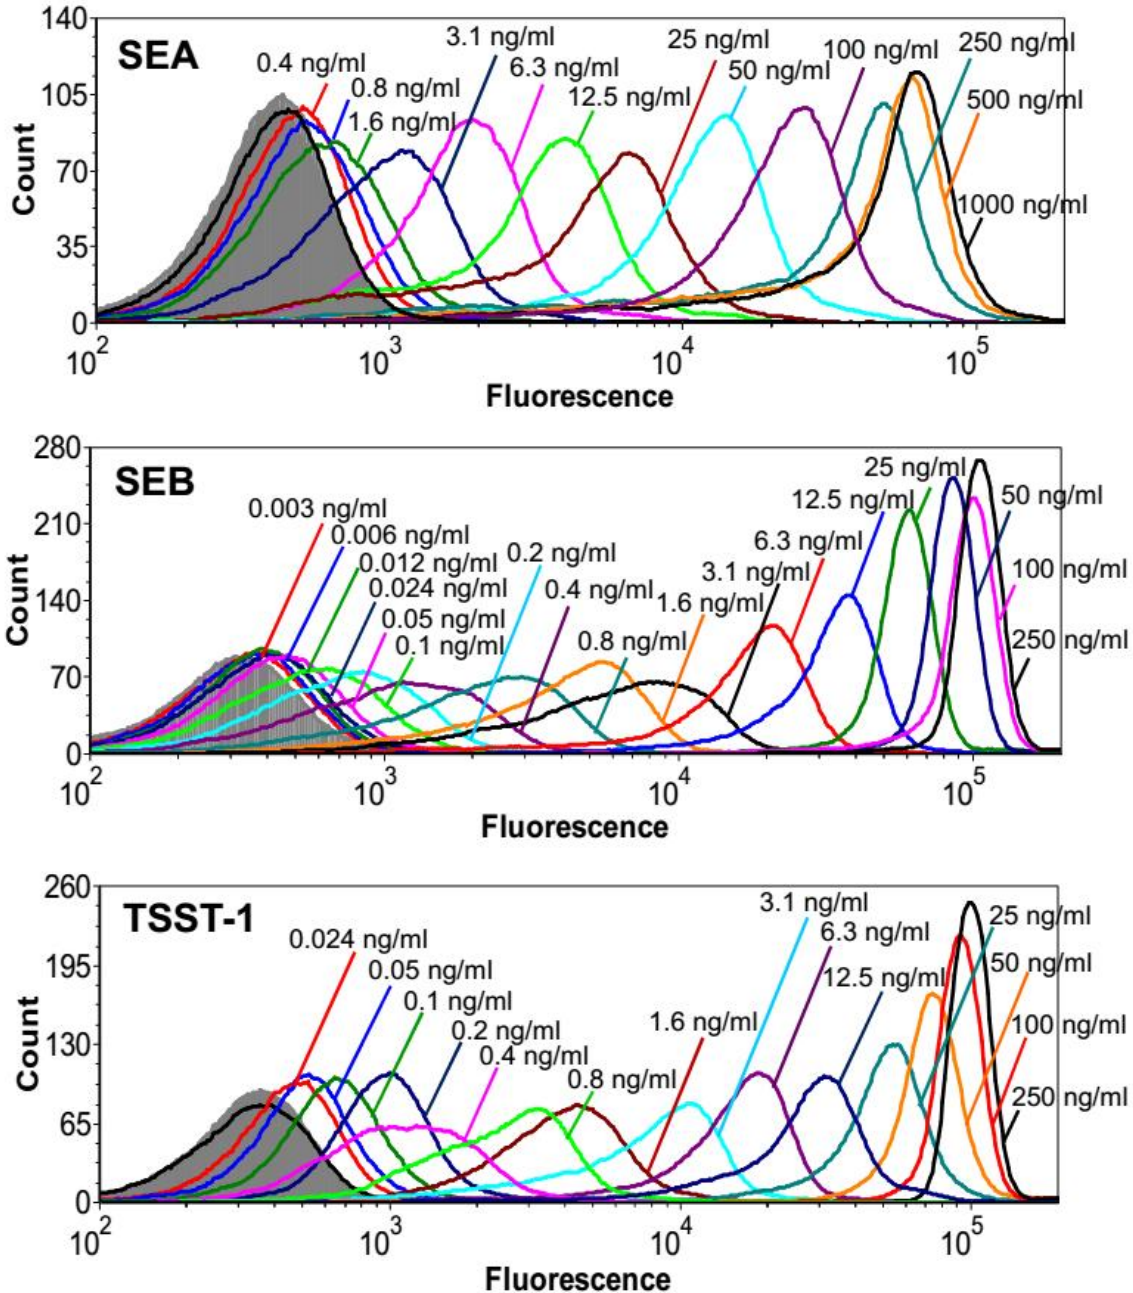 140
SEA
3.1 ng/ml
25 ng/ml
250 ng/ml
0.4 ng/ml
6.3 ng/ml
50 ng/ml
100 ng/ml
0.8 ng/ml
12.5 ng/ml
500 ng/ml
105
1.6 ng/ml
Count
70
1000 ng/ml
35
0
10² 10³ 10⁴ 10⁵
Fluorescence
280
SEB
25 ng/ml
0.003 ng/ml
12.5 ng/ml
50 ng/ml
210
0.006 ng/ml
6.3 ng/ml
0.012 ng/ml
0.2 ng/ml
3.1 ng/ml
100 ng/ml
0.024 ng/ml
0.4 ng/ml
1.6 ng/ml
Count
140
0.05 ng/ml
0.1 ng/ml
0.8 ng/ml
250 ng/ml
70
0
10² 10³ 10⁴ 10⁵
Fluorescence
260
TSST-1
3.1 ng/ml
25 ng/ml
0.024 ng/ml
6.3 ng/ml
195
0.05 ng/ml
12.5 ng/ml
50 ng/ml
0.1 ng/ml
1.6 ng/ml
100 ng/ml
Count
130
0.2 ng/ml
0.4 ng/ml
0.8 ng/ml
250 ng/ml
65
0
10² 10³ 10⁴ 10⁵
Fluorescence